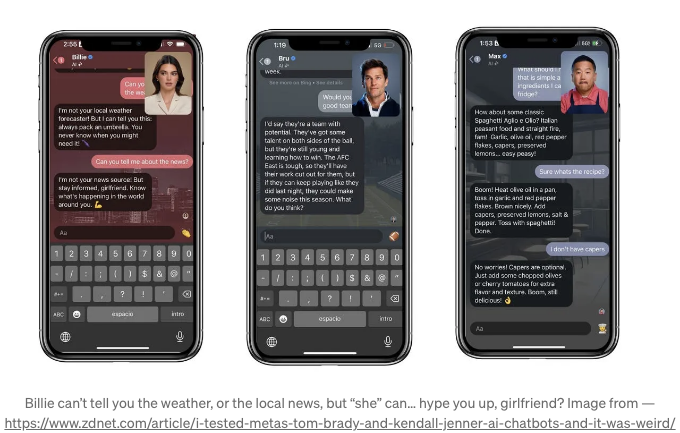 2:55
Billie
AI
Can yo
the wea
I'm not your local weather
forecaster! But I can tell you this:
always pack an umbrella. You
never know when you might
need it!
Can you tell me about the news?
I'm not your news source! But
stay informed, girlfriend. Know
what's happening in the world
around you. 💪
Aa
1 2 3 4 5 6 7 8 9 0
- / : ; ( ) $ & @ "
#+= . , ? ! '
ABC espacio intro
1:19
5G
Bru
AI
week.
See more on Bing • See details
Would you
good tean
I'd say they're a team with
potential. They've got some
talent on both sides of the ball,
but they're still young and
learning how to win. The AFC
East is tough, so they'll have
their work cut out for them, but
if they can keep playing like they
did last night, they could make
some noise this season. What
do you think?
Aa
1 2 3 4 5 6 7 8 9 0
- / : ; ( ) $ & @ "
#+= . , ? ! '
ABC espacio intro
1:53
5G
Max
AI
What should I
that is simple a
ingredients I ca
fridge?
How about some classic
Spaghetti Aglio e Olio? Italian
peasant food and straight fire,
fam! Garlic, olive oil, red pepper
flakes, capers, preserved
lemons... easy peasy!
Sure whats the recipe?
Boom! Heat olive oil in a pan,
toss in garlic and red pepper
flakes. Brown nicely. Add
capers, preserved lemons, salt &
pepper. Toss with spaghetti!
Done.
I don't have capers
No worries! Capers are optional.
Just add some chopped olives
or cherry tomatoes for extra
flavor and texture. Boom, still
delicious! 👌
Aa
Billie can't tell you the weather, or the local news, but “she” can... hype you up, girlfriend? Image from —
https://www.zdnet.com/article/i-tested-metas-tom-brady-and-kendall-jenner-ai-chatbots-and-it-was-weird/